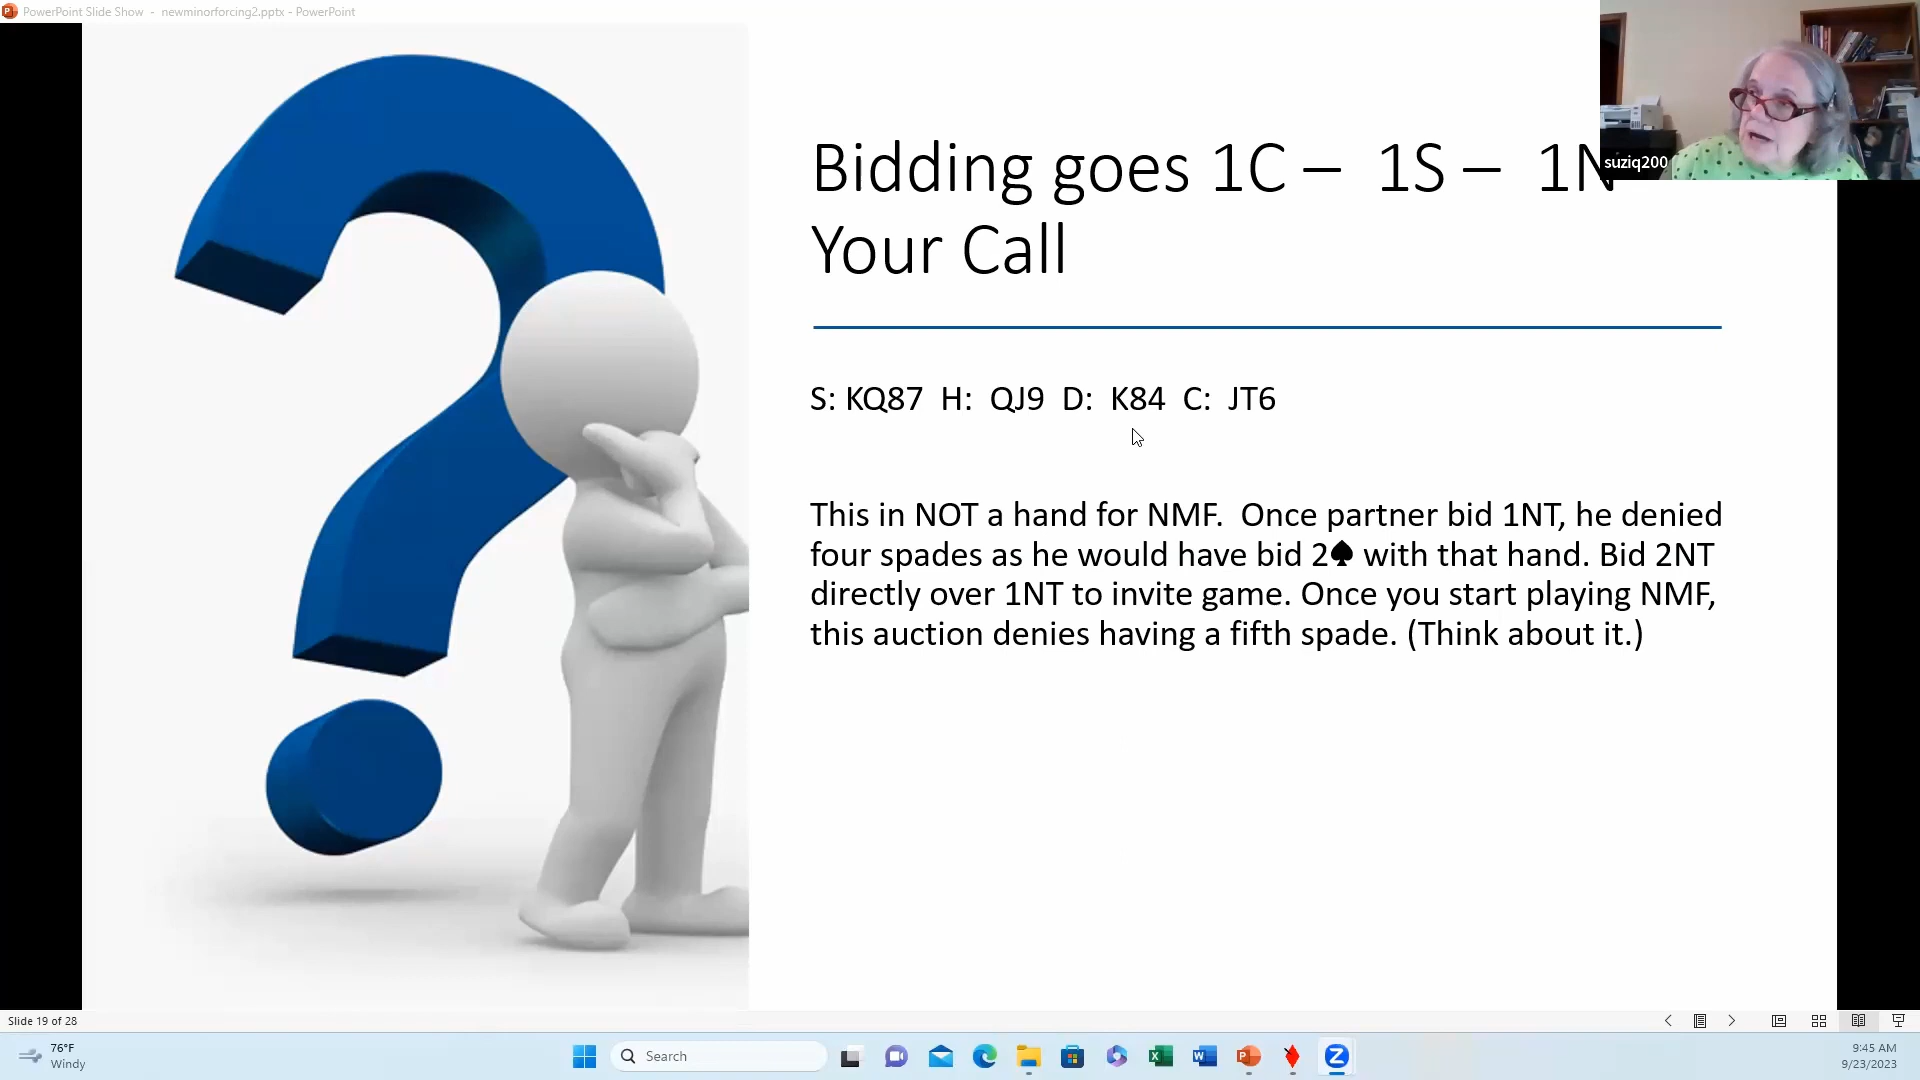 PowerPoint Slide Show - newminorforcing2.pptx - PowerPoint
suziq200
Bidding goes 1C – 1S – 1N
Your Call
S: KQ87 H: QJ9 D: K84 C: JT6
This in NOT a hand for NMF. Once partner bid 1NT, he denied
four spades as he would have bid 2♠ with that hand. Bid 2NT
directly over 1NT to invite game. Once you start playing NMF,
this auction denies having a fifth spade. (Think about it.)
Slide 19 of 28
76°F
Windy
Search
9:45 AM
9/23/2023